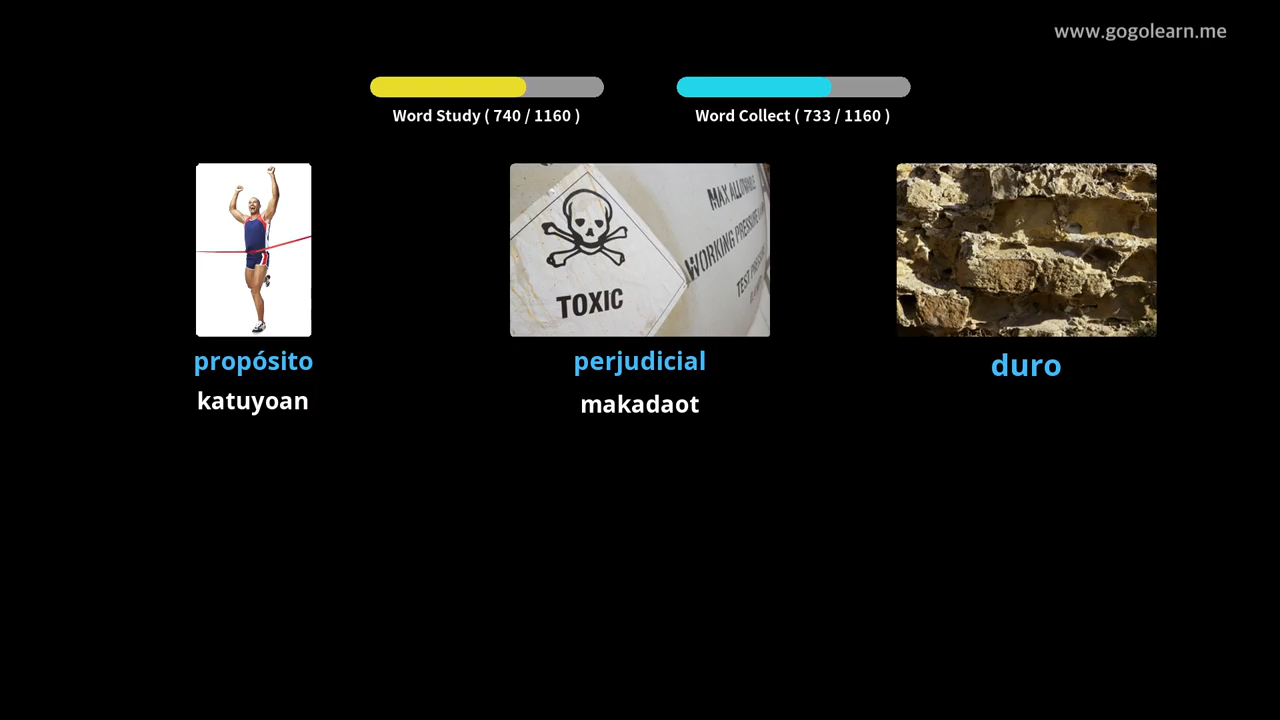 www.gogolearn.me
Word Study ( 740 / 1160 )
Word Collect ( 733 / 1160 )
MAX ALLOWABLE
WORKING PRESSURE
TEST PRESS
TOXIC
propósito
perjudicial
duro
katuyoan
makadaot